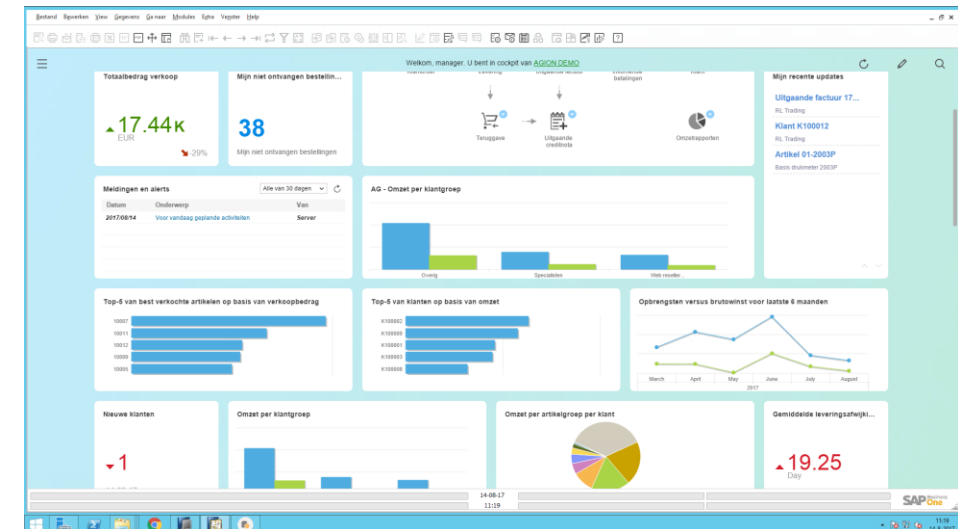 Bestand Bewerken View Gegevens Ga naar Modules Extra Venster Help
Welkom, manager. U bent in cockpit van AGION DEMO
Totaalbedrag verkoop
17.44 K
EUR
-29%
Mijn niet ontvangen bestellin...
38
Mijn niet ontvangen bestellingen
betalingen
Teruggave
Uitgaande
creditnota
Omzetrapporten
Mijn recente updates
Uitgaande factuur 17...
RL Trading
Klant K100012
RL Trading
Artikel 01-2003P
Basis drukmeter 2003P
Meldingen en alerts
Alle van 30 dagen
Datum Onderwerp Van
2017/08/14 Voor vandaag geplande activiteiten Server
AG - Omzet per klantgroep
Overig
Specialisten
Web reseller...
Top-5 van best verkochte artikelen op basis van verkoopbedrag
10007
10011
10012
10000
10005
Top-5 van klanten op basis van omzet
K100002
K100001
K100003
K100008
Opbrengsten versus brutowinst voor laatste 6 maanden
March April May June July August
2017
Nieuwe klanten
1
Omzet per klantgroep
Omzet per artikelgroep per klant
Gemiddelde leveringsafwijki...
19.25
Day
14-08-17
11:19
SAP Business
One
11:19
14-8-2017